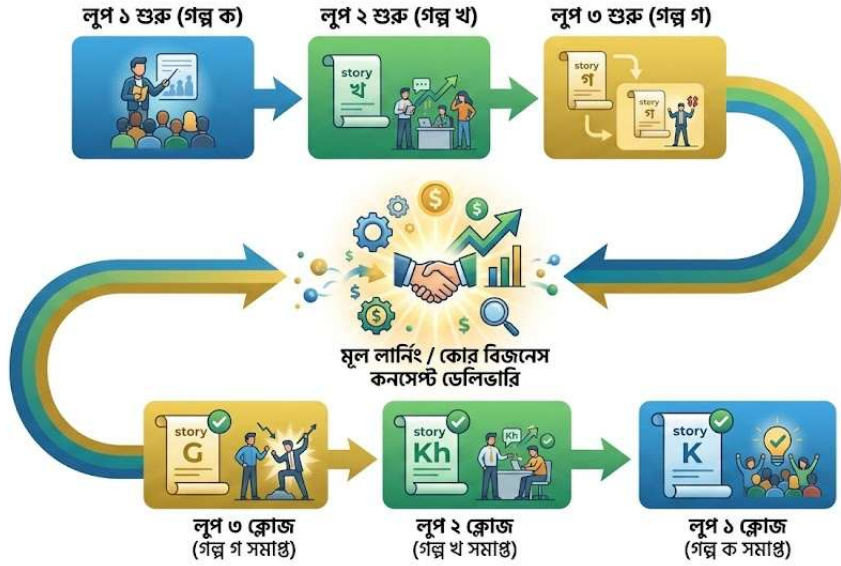 লুপ ১ শুরু (গল্প ক)
লুপ ২ শুরু (গল্প খ)
লুপ ৩ শুরু (গল্প গ)
story
খ
story
গ
story
গ
মূল লার্নিং / কোর বিজনেস
কনসেপ্ট ডেলিভারি
story
G
story
Kh
Kh
story
K
লুপ ৩ ক্লোজ
(গল্প গ সমাপ্ত)
লুপ ২ ক্লোজ
(গল্প খ সমাপ্ত)
লুপ ১ ক্লোজ
(গল্প ক সমাপ্ত)